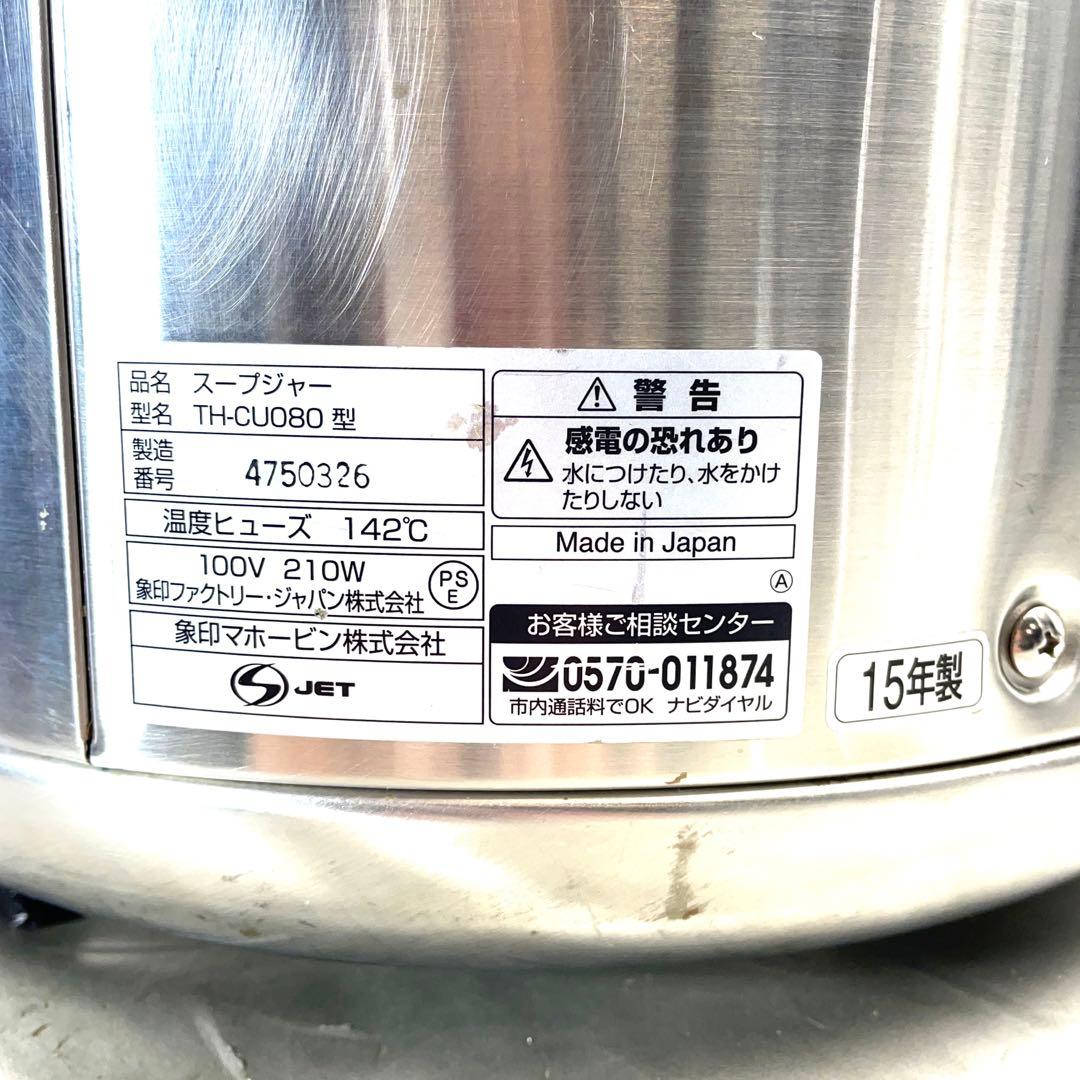 品名 スープジャー
型名 TH-CU080 型
製造
番号 4750326
温度ヒューズ 142℃
100V 210W
象印ファクトリー・ジャパン株式会社
PS
E
象印マホービン株式会社
S JET
警告
感電の恐れあり
水につけたり、水をかけ
たりしない
Made in Japan
Ⓐ
お客様ご相談センター
0570-011874
市内通話料でOK ナビダイヤル
15年製